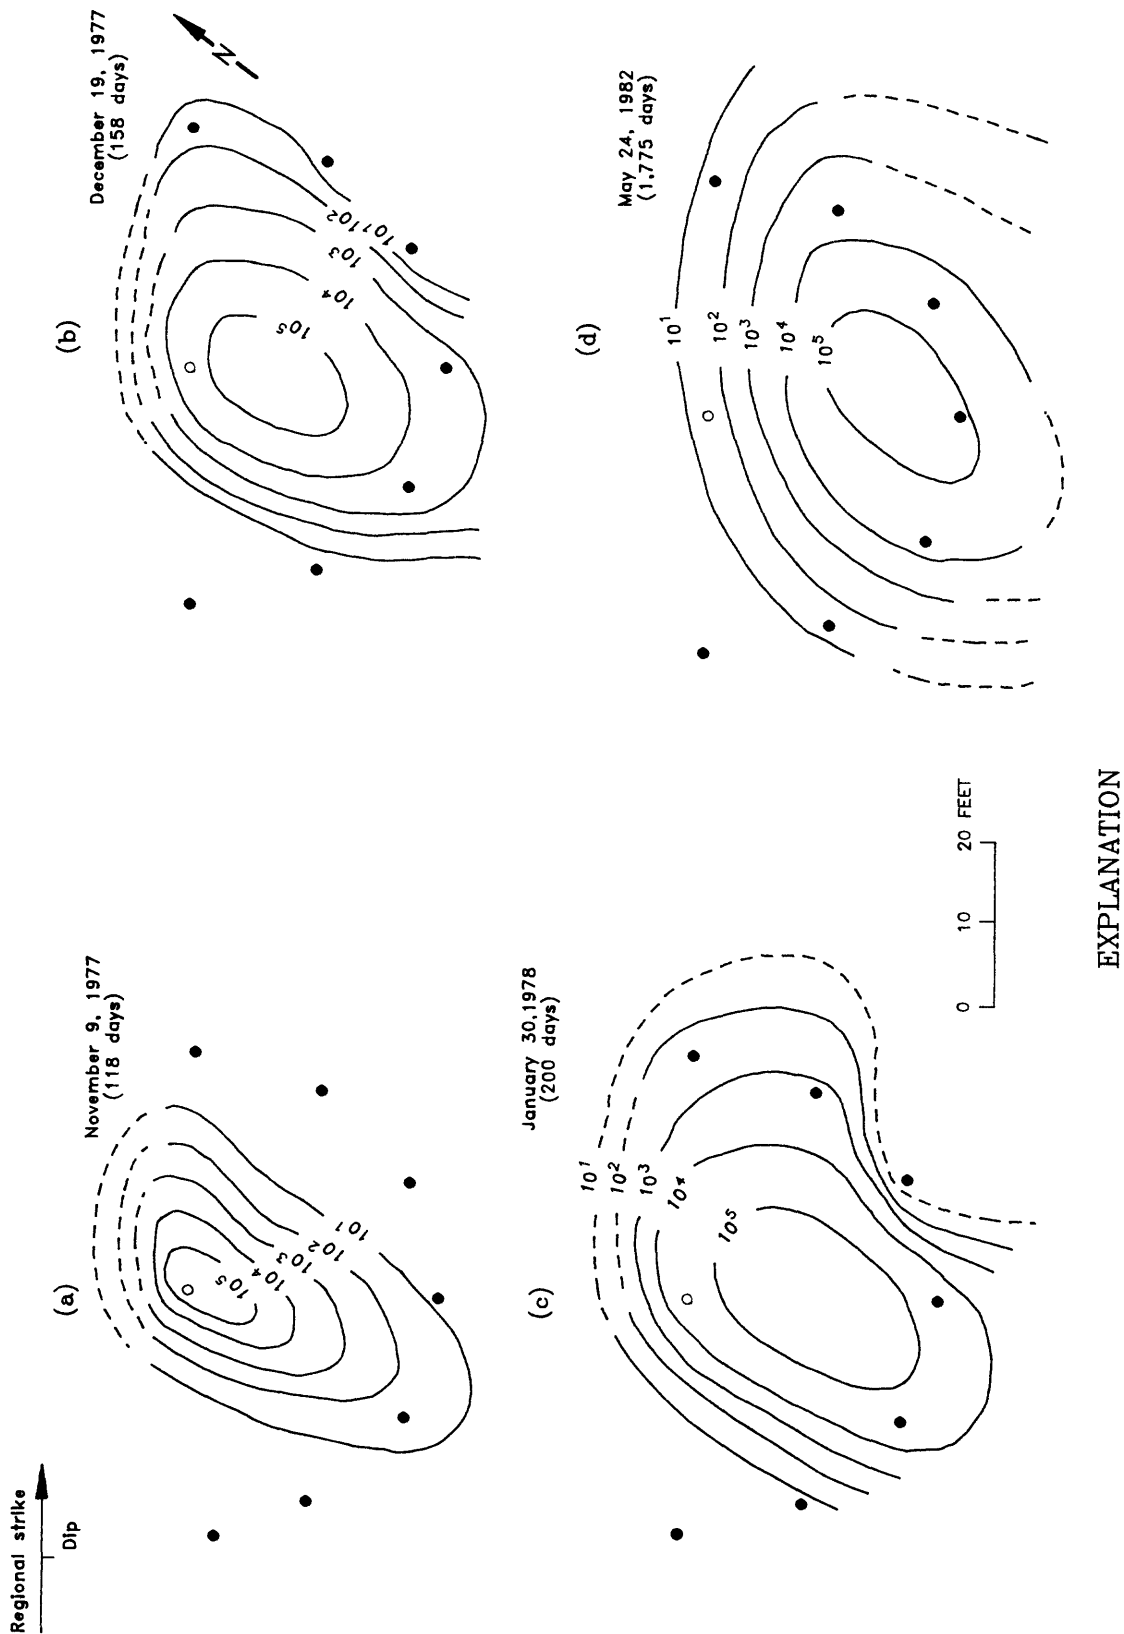 Regional strike
Dip
(a)
November 9, 1977
(118 days)
10⁵
10⁴
10³
10²
10¹
(b)
December 19, 1977
(158 days)
N
10⁵
10⁴
10³
10²
10¹
(c)
January 30,1978
(200 days)
10¹
10²
10³
10⁴
10⁵
(d)
May 24, 1982
(1,775 days)
10¹
10²
10³
10⁴
10⁵
0 10 20 FEET
EXPLANATION